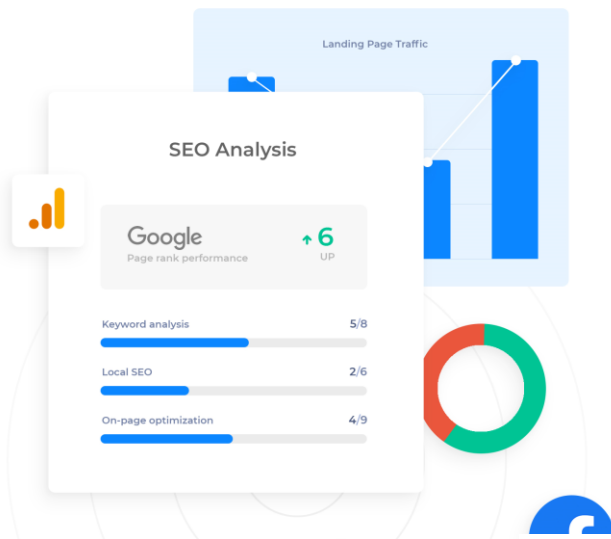 Landing Page Traffic
SEO Analysis
Google
Page rank performance
6
UP
Keyword analysis 5/8
Local SEO 2/6
On-page optimization 4/9